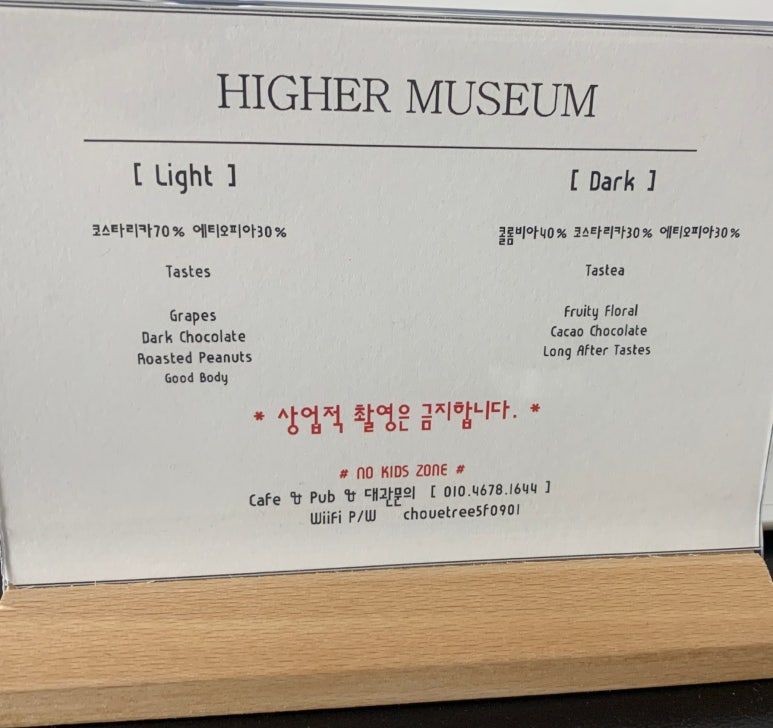 HIGHER MUSEUM
[ Light ]
코스타리카70% 에티오피아30%
Tastes
Grapes
Dark Chocolate
Roasted Peanuts
Good Body
[ Dark ]
콜롬비아40% 코스타리카30% 에티오피아30%
Tastea
Fruity Floral
Cacao Chocolate
Long After Tastes
* 상업적 촬영은 금지합니다. *
# NO KIDS ZONE #
Cafe & Pub & 대관문의 [ 010.4678.1644 ]
WiiFi P/W chouetree5f0901